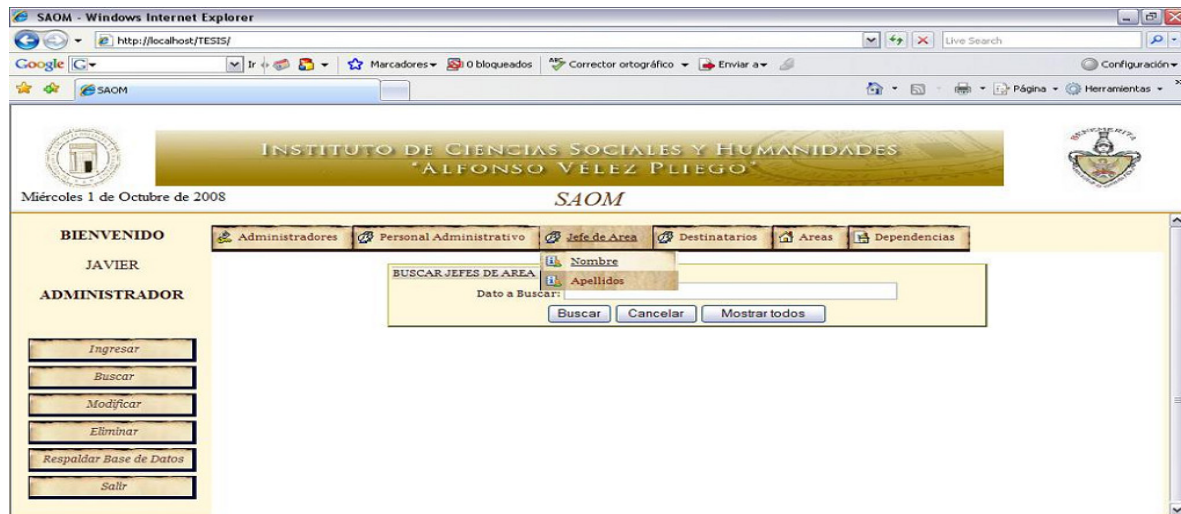 SAOM - Windows Internet Explorer
http://localhost/TESIS/
Live Search
Google G Ir Marcadores 0 bloqueados Corrector ortográfico Enviar a Configuración
SAOM Página Herramientas
INSTITUTO DE CIENCIAS SOCIALES Y HUMANIDADES
"ALFONSO VÉLEZ PLIEGO"
Miércoles 1 de Octubre de 2008
SAOM
BIENVENIDO
JAVIER
ADMINISTRADOR
Ingresar
Buscar
Modificar
Eliminar
Respaldar Base de Datos
Salir
Administradores Personal Administrativo Jefe de Area Destinatarios Areas Dependencias
Nombre
Apellidos
BUSCAR JEFES DE AREA
Dato a Buscar:
Buscar Cancelar Mostrar todos